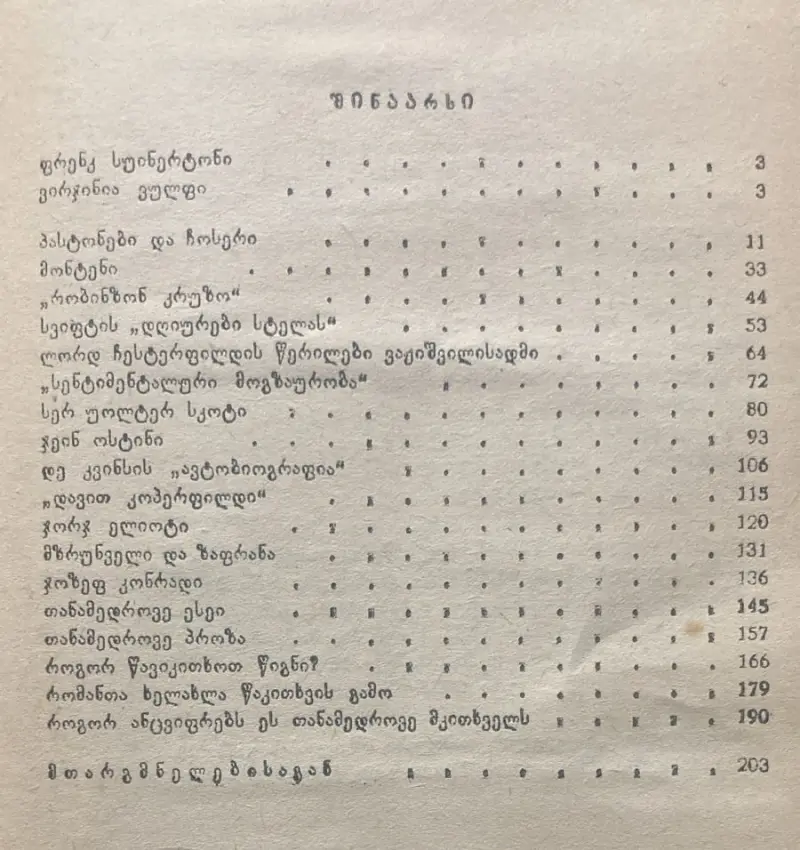 შინაარსი
ფრენკ სუინერტონი . . . . . . . . . . . 3
ვირჯინია ვულფი . . . . . . . . . . . . 3
პასტონები და ჩოსერი . . . . . . . . . . . 11
მონტენი . . . . . . . . . . . . . 33
„რობინზონ კრუზო“ . . . . . . . . . . . 44
სვიფტის „დღიურები სტელას“ . . . . . . . . . 53
ლორდ ჩესტერფილდის წერილები ვაჟიშვილისადმი . . . . . 64
„სენტიმენტალური მოგზაურობა“ . . . . . . . . 72
სერ უოლტერ სკოტი . . . . . . . . . . . . 80
ჯეინ ოსტინი . . . . . . . . . . . . . 93
დე კვინსის „ავტობიოგრაფია“ . . . . . . . . . 106
„დავით კოპერფილდი“ . . . . . . . . . . . 115
ჯორჯ ელიოტი . . . . . . . . . . . . 120
მზრუნველი და ზაფრანა . . . . . . . . . . 131
ჯოზეფ კონრადი . . . . . . . . . . . . 136
თანამედროვე ესეი . . . . . . . . . . . . 145
თანამედროვე პროზა . . . . . . . . . . . . 157
როგორ წავიკითხოთ წიგნი? . . . . . . . . . . 166
რომანთა ხელახლა წაკითხვის გამო . . . . . . . . 179
როგორ ანცვიფრებს ეს თანამედროვე მკითხველს . . . . . 190
მთარგმნელებისაგან . . . . . . . . . 203